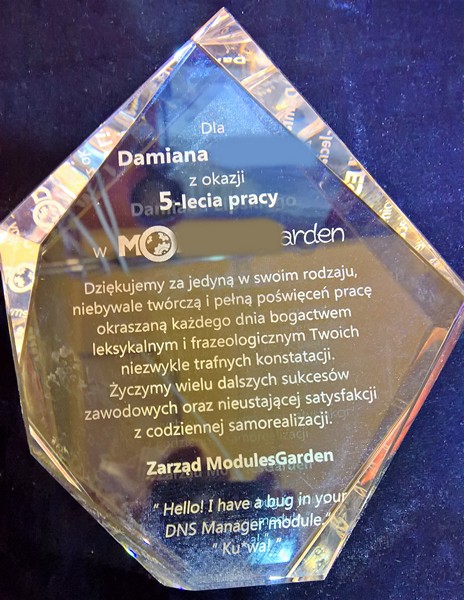 Dla
Damiana
z okazji
5-lecia pracy
w MO arden
Dziękujemy za jedyną w swoim rodzaju,
niebywale twórczą i pełną poświęceń pracę
okraszaną każdego dnia bogactwem
leksykalnym i frazeologicznym Twoich
niezwykle trafnych konstatacji.
Życzymy wielu dalszych sukcesów
zawodowych oraz nieustającej satysfakcji
z codziennej samorealizacji.
Zarząd ModulesGarden
" Hello! I have a bug in your
DNS Manager module."
" Ku*wa! "